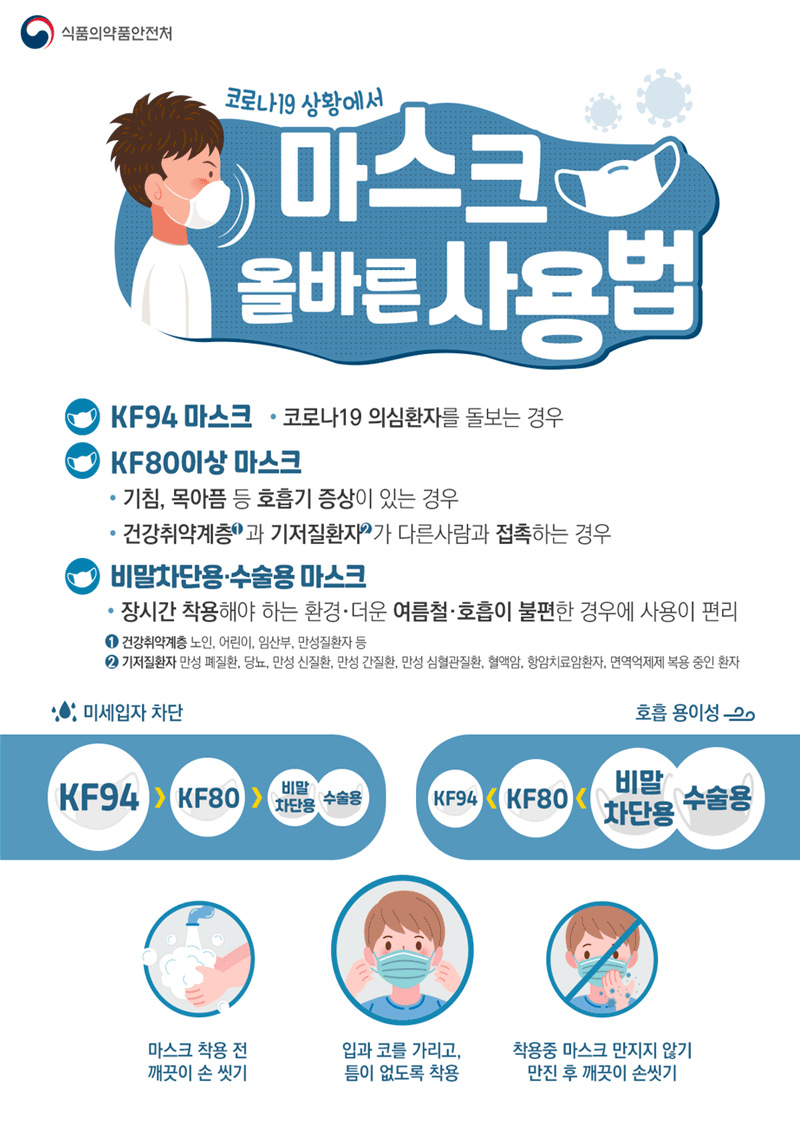 식품의약품안전처
코로나19 상황에서
마스크
올바른 사용법
KF94 마스크 • 코로나19 의심환자를 돌보는 경우
KF80이상 마스크
• 기침, 목아픔 등 호흡기 증상이 있는 경우
• 건강취약계층❶과 기저질환자❷가 다른사람과 접촉하는 경우
비말차단용·수술용 마스크
• 장시간 착용해야 하는 환경·더운 여름철·호흡이 불편한 경우에 사용이 편리
❶ 건강취약계층 노인, 어린이, 임산부, 만성질환자 등
❷ 기저질환자 만성 폐질환, 당뇨, 만성 신질환, 만성 간질환, 만성 심혈관질환, 혈액암, 항암치료암환자, 면역억제제 복용 중인 환자
미세입자 차단
KF94 > KF80 > 비말차단용 수술용
호흡 용이성
KF94 < KF80 < 비말차단용 수술용
마스크 착용 전
깨끗이 손 씻기
입과 코를 가리고,
틈이 없도록 착용
착용중 마스크 만지지 않기
만진 후 깨끗이 손씻기